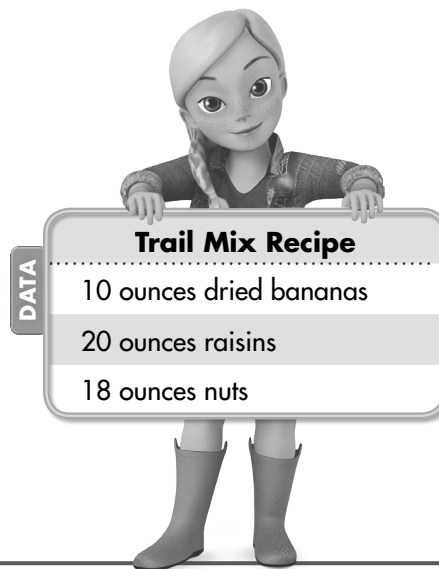 DATA
Trail Mix Recipe
10 ounces dried bananas
20 ounces raisins
18 ounces nuts